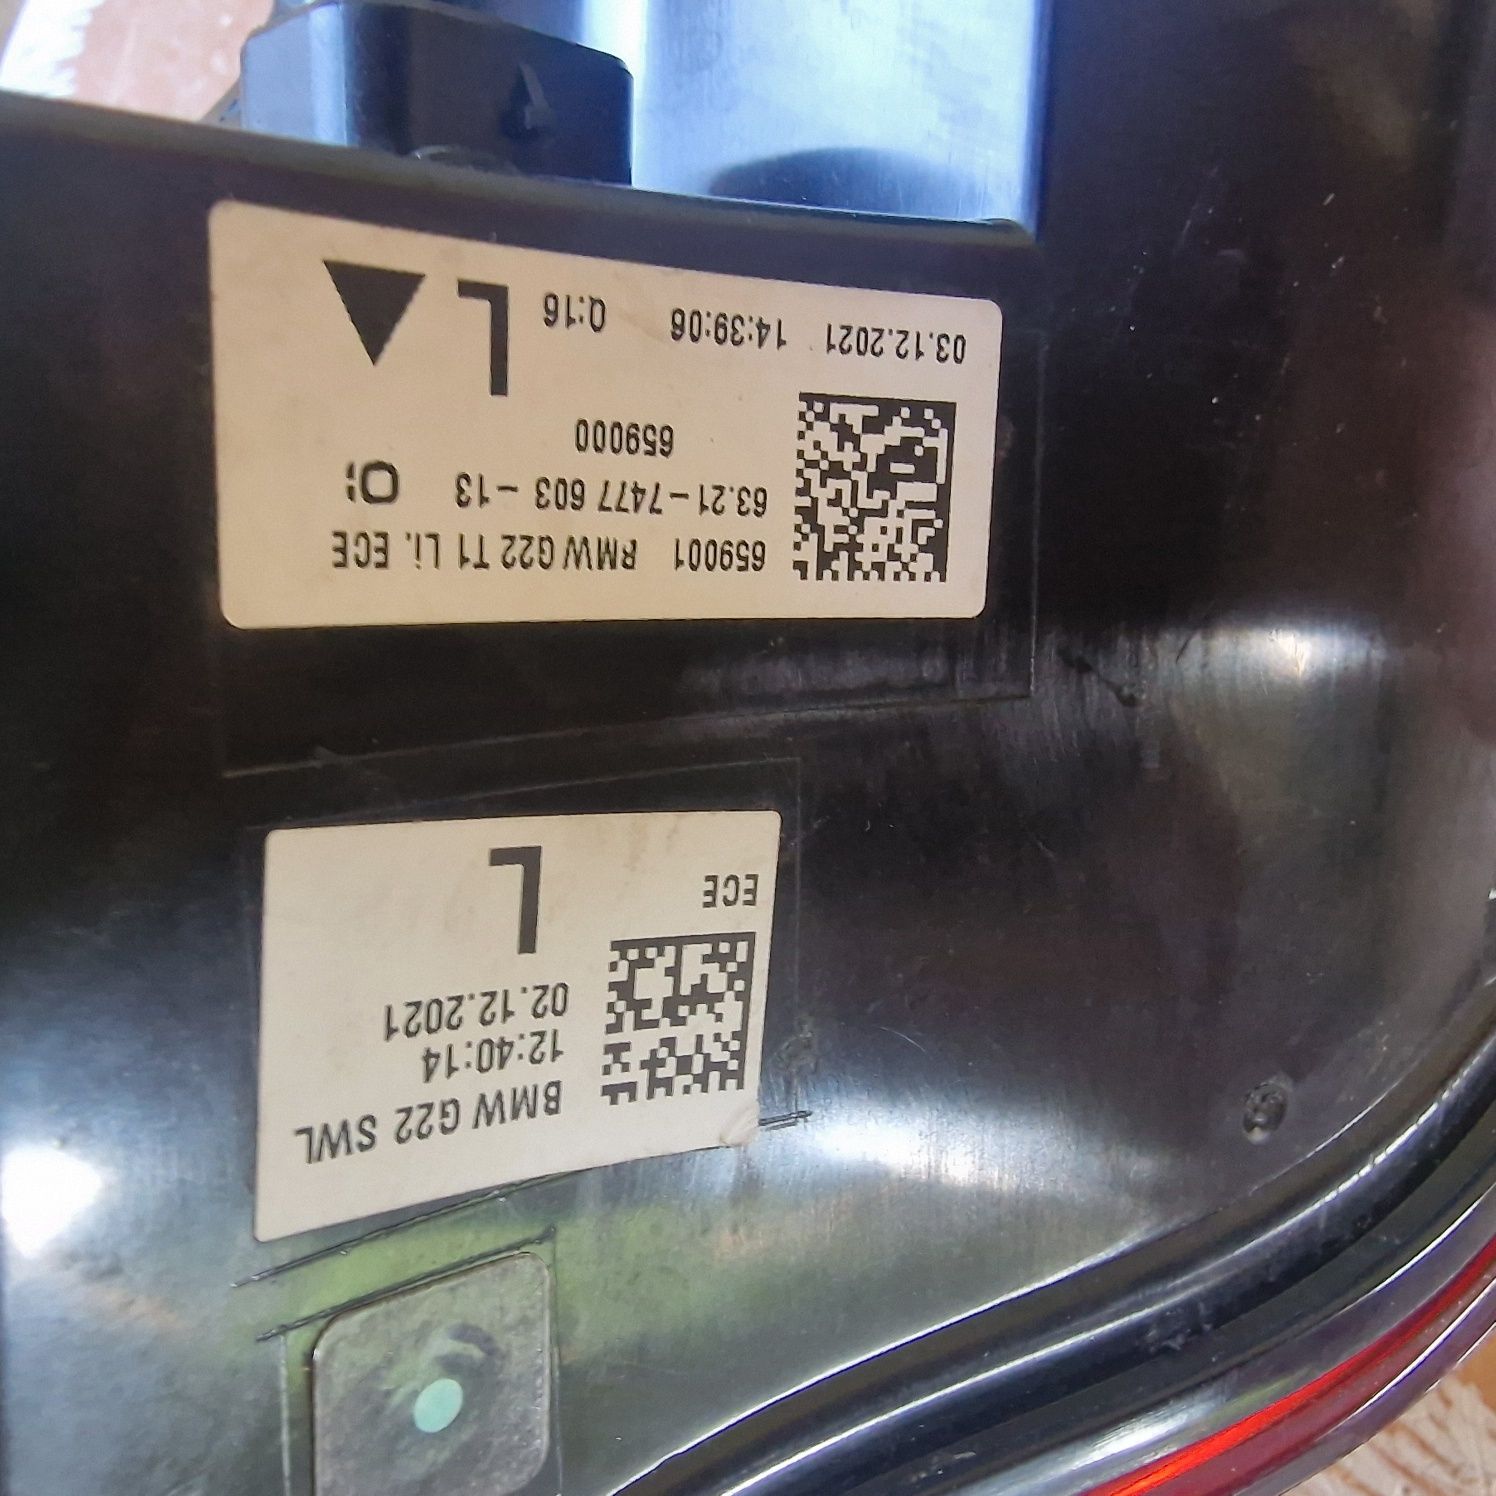 BMW G22 SWL
12:40:14
02.12.2021
ECE
L
659001 BMW G22 T1 Li. ECE
63.21-7477 603 -13
659000
03.12.2021 14:39:06 Q:16 L